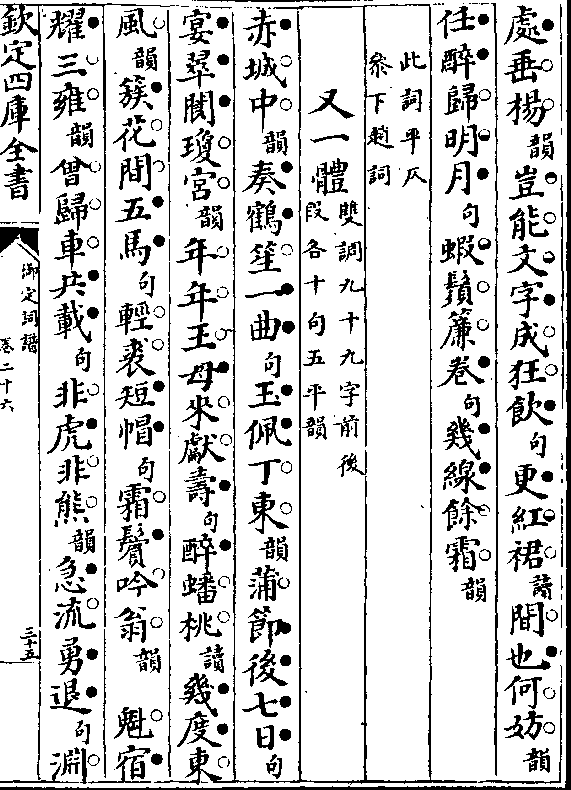 處垂楊韻豈能文字成狂飲句更紅裙讀間也何妨韻
任醉歸明月句蝦鬚簾卷句幾線餘霜韻
此詞平仄
叅下趙詞
又一體雙調九十九字前後
段各十句五平韻
赤城中韻奏鶴笙一曲句玉佩丁東韻蒲節後七日句
宴翠閬瓊宮韻年年王母來獻壽句醉蟠桃讀幾度東
風韻簇花間五馬句輕裘短帽句霜鬢吟翁韻 魁宿
耀三雍韻曾歸車共載句非虎非熊韻急流勇退句淵
欽定四庫全書
御定詞譜
卷二十六
三十五